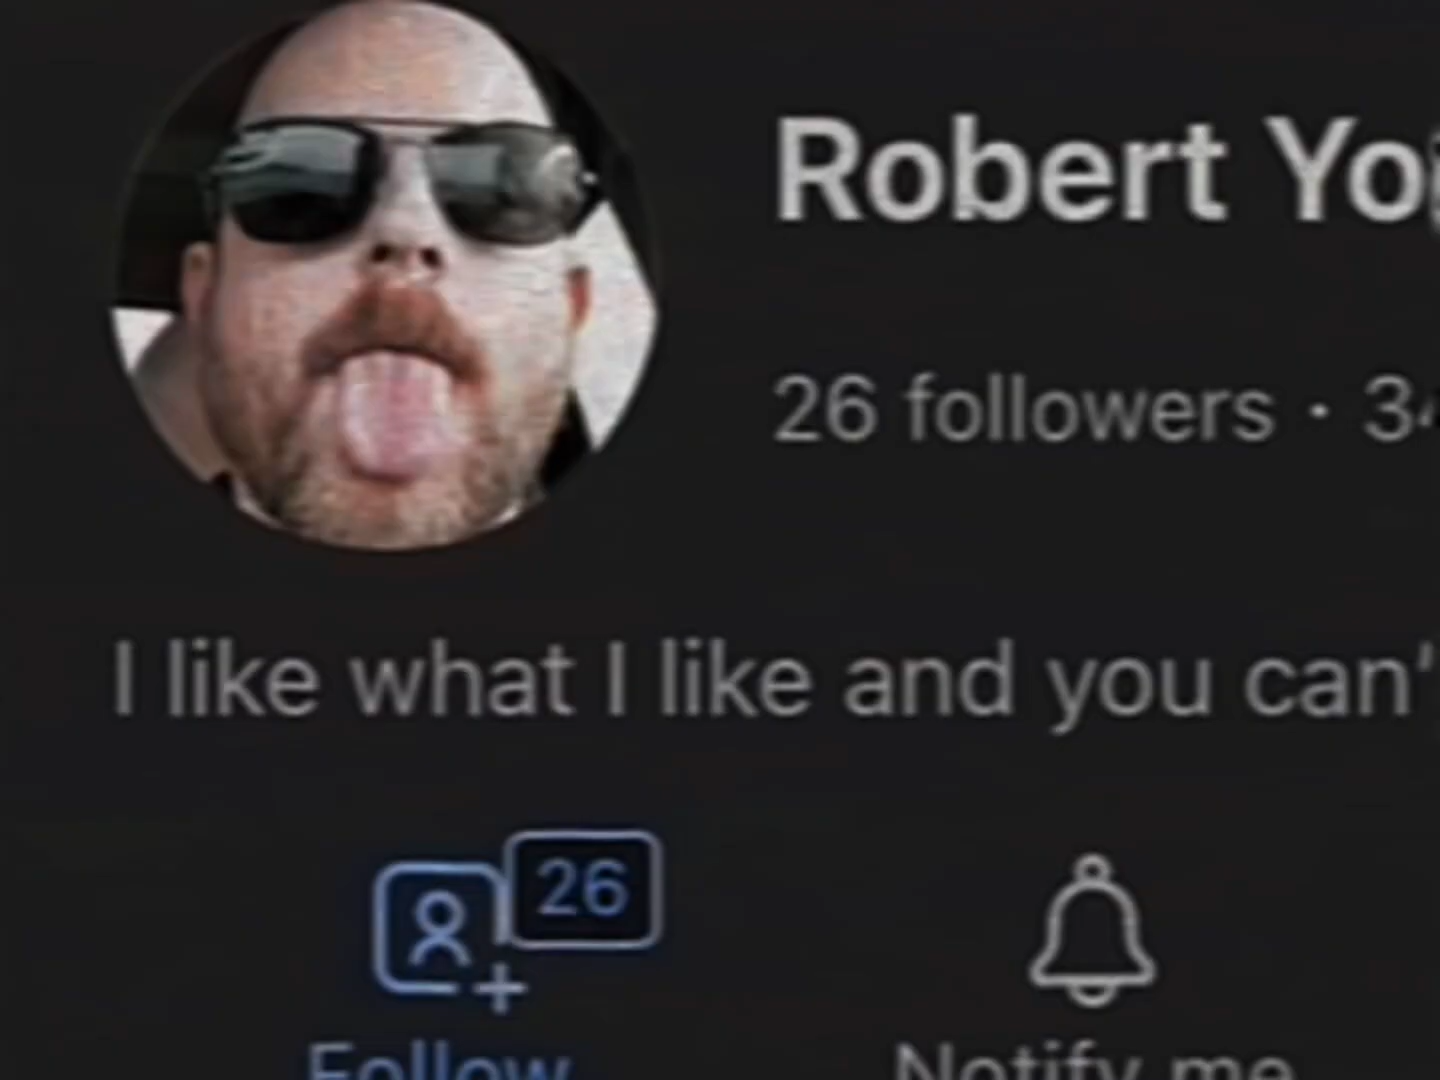 Robert Yo
26 followers · 34
I like what I like and you can'
26
Follow
Notify me